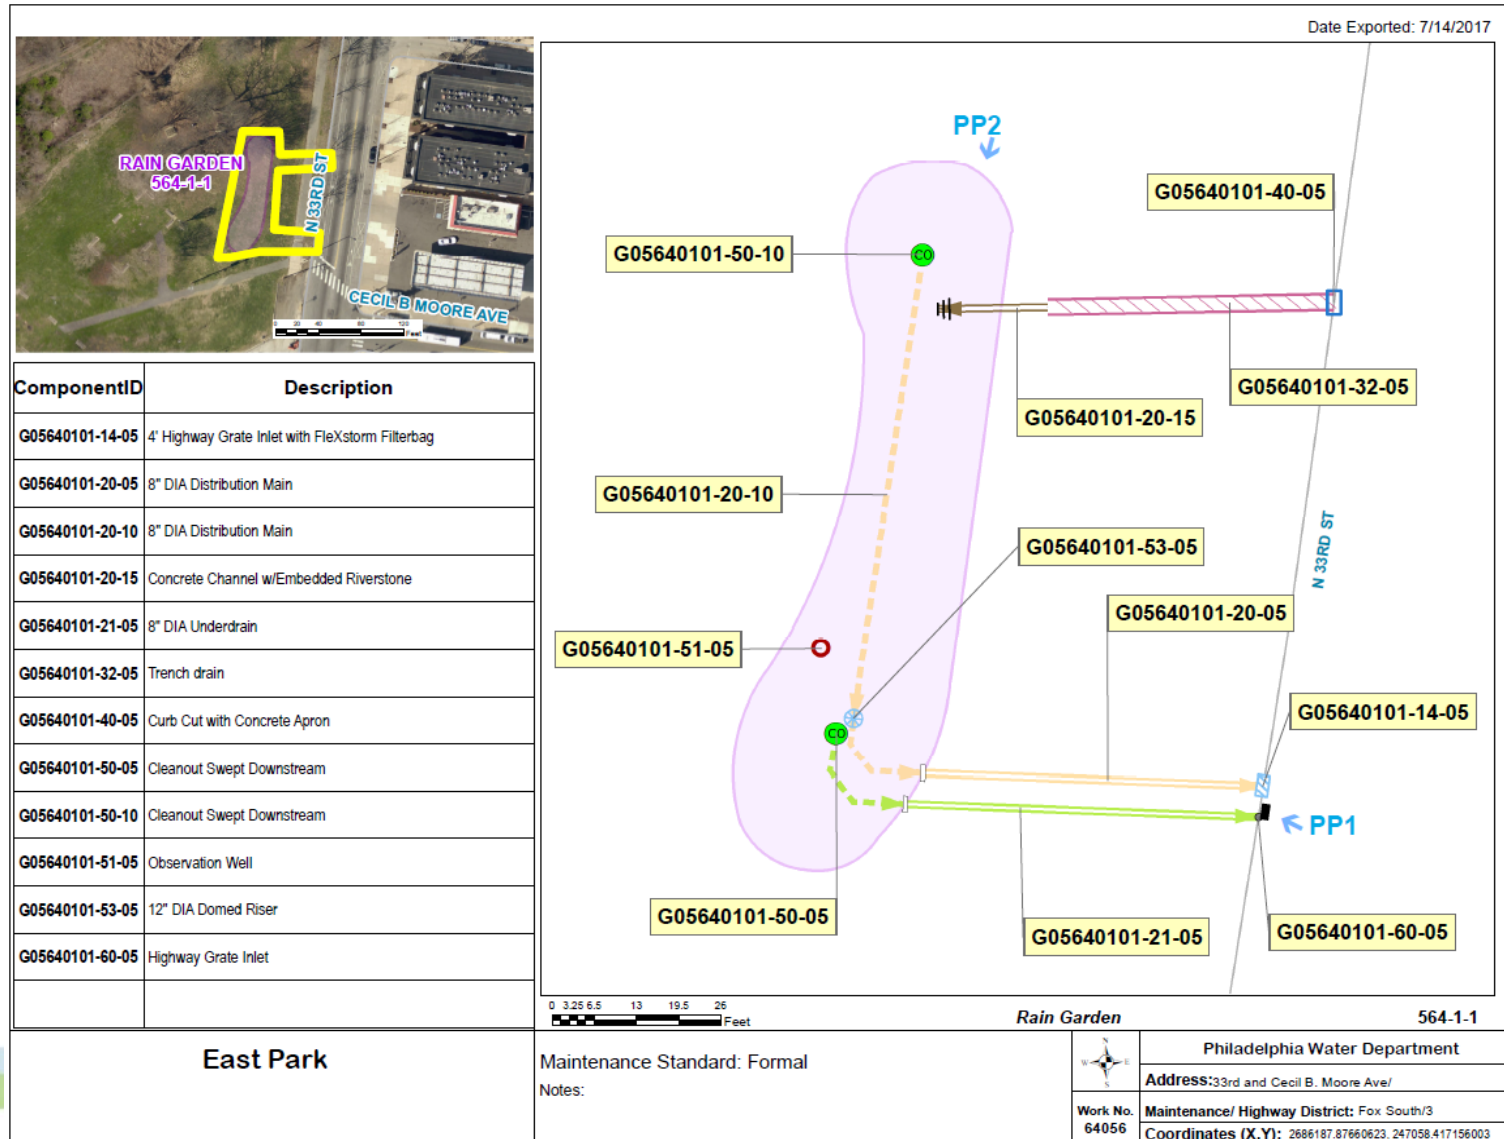 Date Exported: 7/14/2017
RAIN GARDEN
564-1-1
N 33RD ST
CECIL B MOORE AVE
0 20 40 80 120
Feet
ComponentID Description
G05640101-14-05 4' Highway Grate Inlet with FleXstorm Filterbag
G05640101-20-05 8" DIA Distribution Main
G05640101-20-10 8" DIA Distribution Main
G05640101-20-15 Concrete Channel w/Embedded Riverstone
G05640101-21-05 8" DIA Underdrain
G05640101-32-05 Trench drain
G05640101-40-05 Curb Cut with Concrete Apron
G05640101-50-05 Cleanout Swept Downstream
G05640101-50-10 Cleanout Swept Downstream
G05640101-51-05 Observation Well
G05640101-53-05 12" DIA Domed Riser
G05640101-60-05 Highway Grate Inlet
PP2
G05640101-40-05
G05640101-50-10
CO
G05640101-32-05
G05640101-20-15
G05640101-20-10
G05640101-53-05
N 33RD ST
G05640101-20-05
G05640101-51-05
G05640101-14-05
CO
PP1
G05640101-50-05
G05640101-21-05
G05640101-60-05
0 3.25 6.5 13 19.5 26
Feet
Rain Garden
564-1-1
East Park
Maintenance Standard: Formal
Notes:
N
W E
S
Philadelphia Water Department
Address:33rd and Cecil B. Moore Ave/
Work No.
64056
Maintenance/ Highway District: Fox South/3
Coordinates (X,Y): 2686187.87660623, 247058.417156003